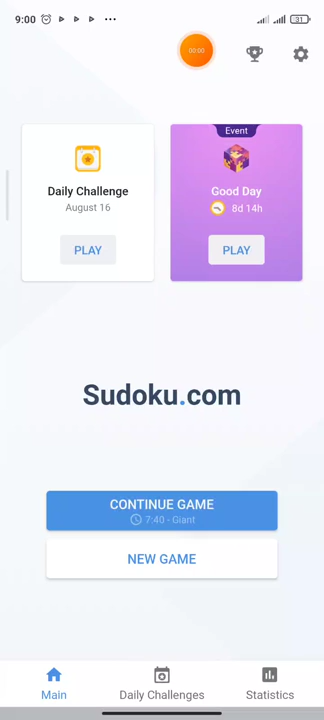 9:00
31
00:00
Event
Daily Challenge
August 16
PLAY
Good Day
8d 14h
PLAY
Sudoku.com
CONTINUE GAME
7:40 - Giant
NEW GAME
Main
Daily Challenges
Statistics